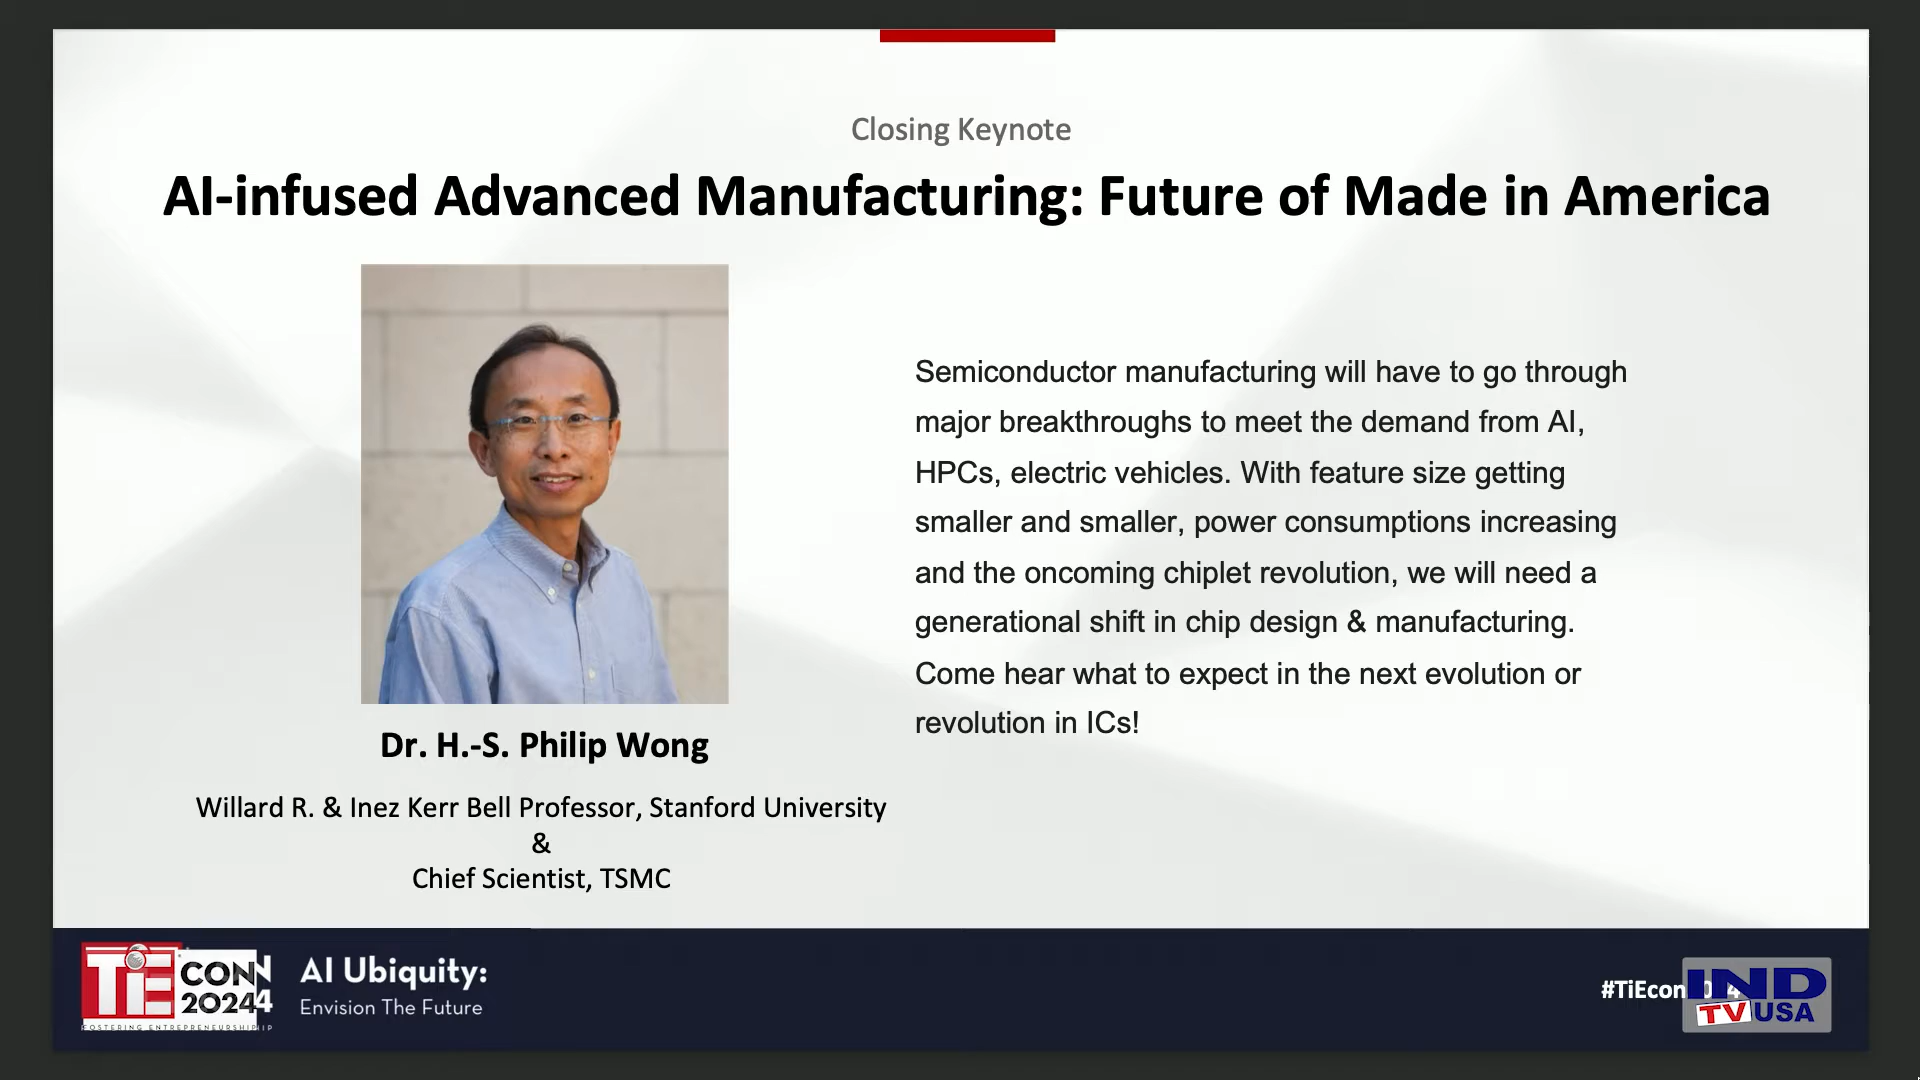 Closing Keynote
AI-infused Advanced Manufacturing: Future of Made in America
Semiconductor manufacturing will have to go through
major breakthroughs to meet the demand from AI,
HPCs, electric vehicles. With feature size getting
smaller and smaller, power consumptions increasing
and the oncoming chiplet revolution, we will need a
generational shift in chip design & manufacturing.
Come hear what to expect in the next evolution or
revolution in ICs!
Dr. H.-S. Philip Wong
Willard R. & Inez Kerr Bell Professor, Stanford University
&
Chief Scientist, TSMC
TiE CON
2024
FOSTERING ENTREPRENEURSHIP
AI Ubiquity:
Envision The Future
#TiEcon
IND
TV USA